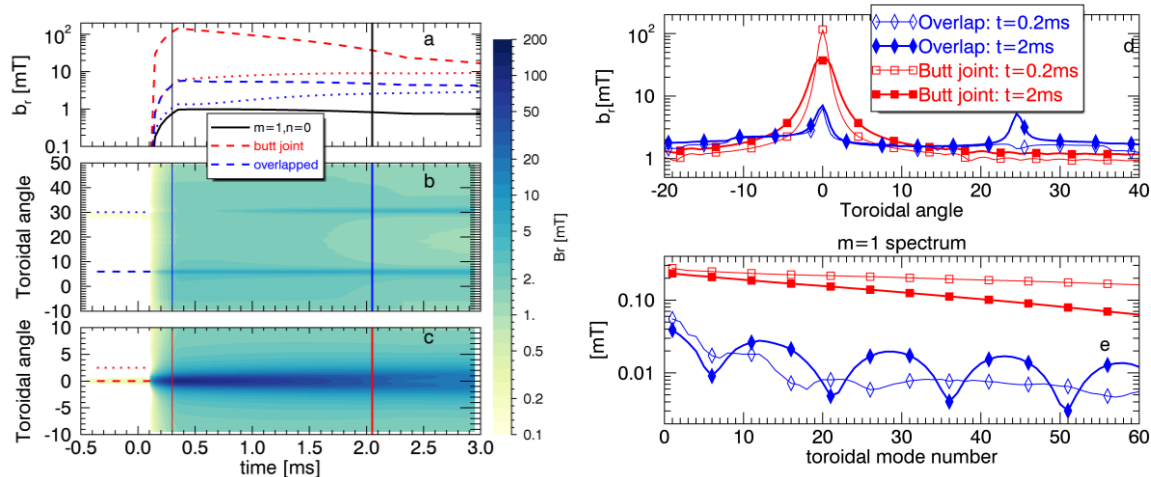 a
b_r [mT]
10²
10
1
0.1
m=1,n=0
butt joint
overlapped
b
Toroidal angle
50
40
30
20
10
0
-10
c
Toroidal angle
10
5
0
-5
-10
-0.5 0.0 0.5 1.0 1.5 2.0 2.5 3.0
time [ms]
200
100
50
20
10
5
2
1.
0.5
0.2
0.1
Br [mT]
d
b_r[mT]
10²
10
1
Overlap: t=0.2ms
Overlap: t=2ms
Butt joint: t=0.2ms
Butt joint: t=2ms
-20 -10 0 10 20 30 40
Toroidal angle
m=1 spectrum
e
[mT]
0.10
0.01
0 10 20 30 40 50 60
toroidal mode number